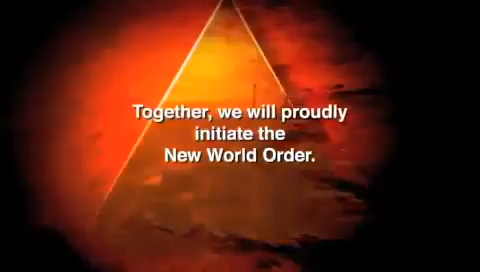 Together, we will proudly
initiate the
New World Order.